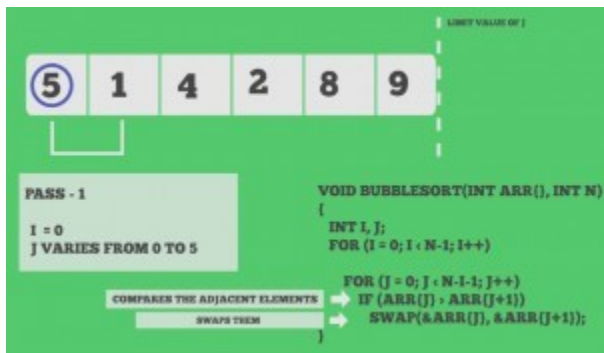 LIMIT VALUE OF J
5 1 4 2 8 9
PASS - 1
I = 0
J VARIES FROM 0 TO 5
VOID BUBBLESORT(INT ARR{}, INT N)
{
INT I, J;
FOR (I = 0; I < N-1; I++)
FOR (J = 0; J < N-I-1; J++)
COMPARES THE ADJACENT ELEMENTS
IF (ARR{J} > ARR{J+1})
SWAPS THEM
SWAP(&ARR{J}, &ARR{J+1});
}